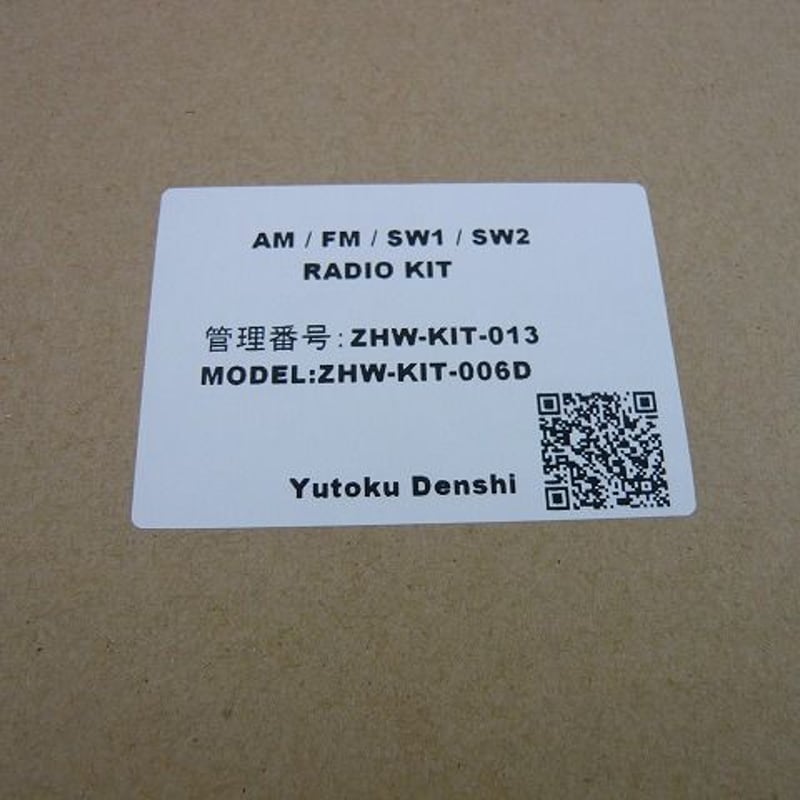 AM / FM / SW1 / SW2
RADIO KIT
管理番号:ZHW-KIT-013
MODEL:ZHW-KIT-006D
Yutoku Denshi